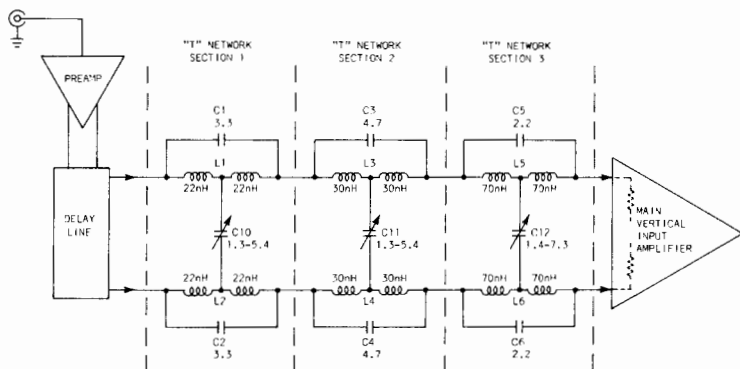 "T" NETWORK
SECTION 1
"T" NETWORK
SECTION 2
"T" NETWORK
SECTION 3
PREAMP
C1
3.3
C3
4.7
C5
2.2
L1
22nH 22nH
L3
30nH 30nH
L5
70nH 70nH
DELAY
LINE
C10
1.3-5.4
C11
1.3-5.4
C12
1.4-7.3
MAIN
VERTICAL
INPUT
AMPLIFIER
22nH 22nH
L2
30nH 30nH
L4
70nH 70nH
L6
C2
3.3
C4
4.7
C6
2.2